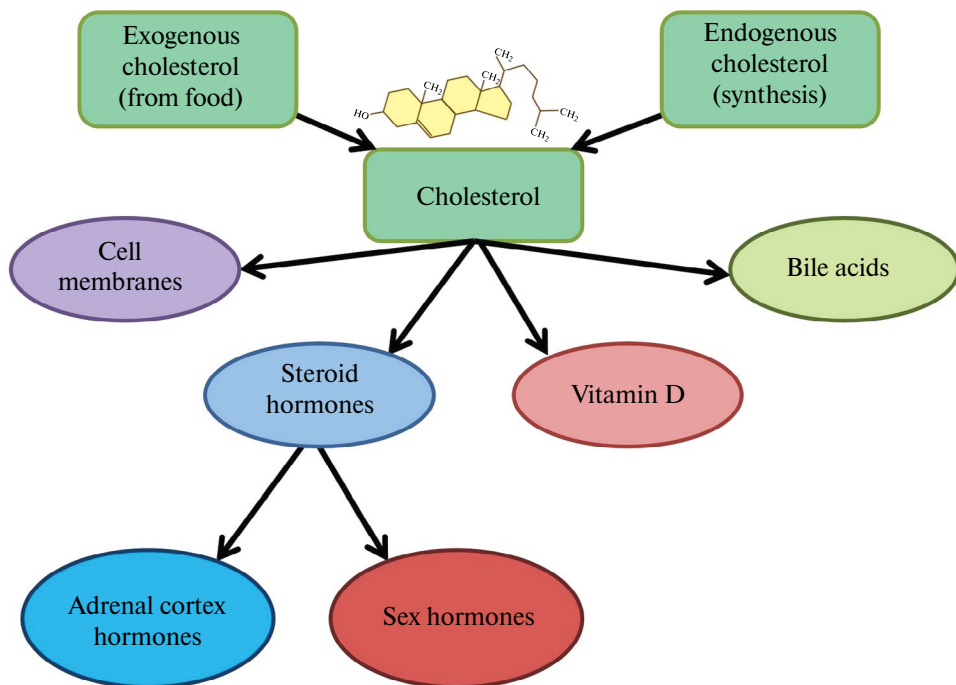 Exogenous
cholesterol
(from food)
Endogenous
cholesterol
(synthesis)
CH₂
CH₂
CH₂
HO
CH₂
CH₂
Cholesterol
Cell
membranes
Bile acids
Steroid
hormones
Vitamin D
Adrenal cortex
hormones
Sex hormones